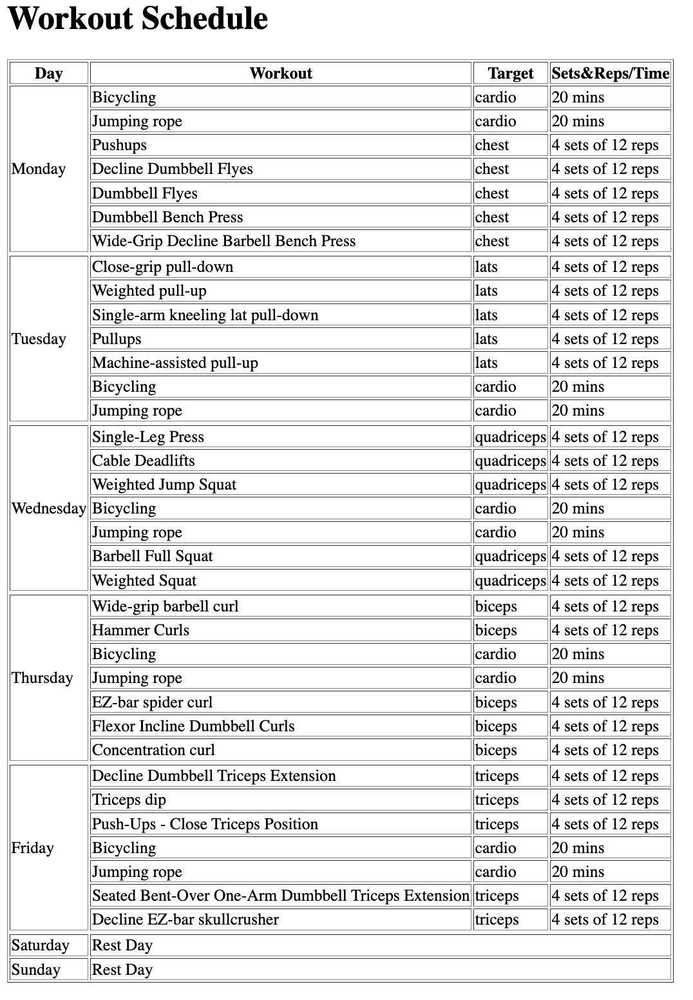 Workout Schedule
Day Workout Target Sets&Reps/Time
Monday
Bicycling cardio 20 mins
Jumping rope cardio 20 mins
Pushups chest 4 sets of 12 reps
Decline Dumbbell Flyes chest 4 sets of 12 reps
Dumbbell Flyes chest 4 sets of 12 reps
Dumbbell Bench Press chest 4 sets of 12 reps
Wide-Grip Decline Barbell Bench Press chest 4 sets of 12 reps
Tuesday
Close-grip pull-down lats 4 sets of 12 reps
Weighted pull-up lats 4 sets of 12 reps
Single-arm kneeling lat pull-down lats 4 sets of 12 reps
Pullups lats 4 sets of 12 reps
Machine-assisted pull-up lats 4 sets of 12 reps
Bicycling cardio 20 mins
Jumping rope cardio 20 mins
Wednesday
Single-Leg Press quadriceps 4 sets of 12 reps
Cable Deadlifts quadriceps 4 sets of 12 reps
Weighted Jump Squat quadriceps 4 sets of 12 reps
Bicycling cardio 20 mins
Jumping rope cardio 20 mins
Barbell Full Squat quadriceps 4 sets of 12 reps
Weighted Squat quadriceps 4 sets of 12 reps
Thursday
Wide-grip barbell curl biceps 4 sets of 12 reps
Hammer Curls biceps 4 sets of 12 reps
Bicycling cardio 20 mins
Jumping rope cardio 20 mins
EZ-bar spider curl biceps 4 sets of 12 reps
Flexor Incline Dumbbell Curls biceps 4 sets of 12 reps
Concentration curl biceps 4 sets of 12 reps
Friday
Decline Dumbbell Triceps Extension triceps 4 sets of 12 reps
Triceps dip triceps 4 sets of 12 reps
Push-Ups - Close Triceps Position triceps 4 sets of 12 reps
Bicycling cardio 20 mins
Jumping rope cardio 20 mins
Seated Bent-Over One-Arm Dumbbell Triceps Extension triceps 4 sets of 12 reps
Decline EZ-bar skullcrusher triceps 4 sets of 12 reps
Saturday Rest Day
Sunday Rest Day